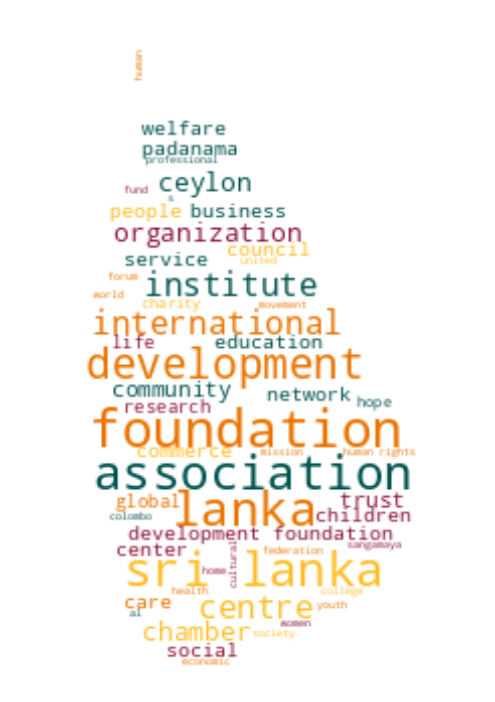 human
welfare
padanama
professional
fund ceylon
s
people business
organization
council
service united
forum institute
world
charity movement
international
life education
development
community network
research hope
foundation
commerce mission human rights
association
global lanka trust
colombo children
development foundation
center cultural federation sangamaya
sri lanka
home
health college
care centre youth
al
women
chamber society
social
economic